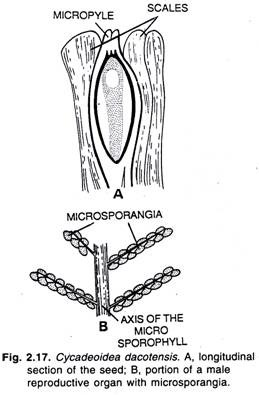 MICROPYLE
SCALES
A
MICROSPORANGIA
B
AXIS OF THE
MICRO
SPOROPHYLL
Fig. 2.17. Cycadeoidea dacotensis. A, longitudinal
section of the seed; B, portion of a male
reproductive organ with microsporangia.